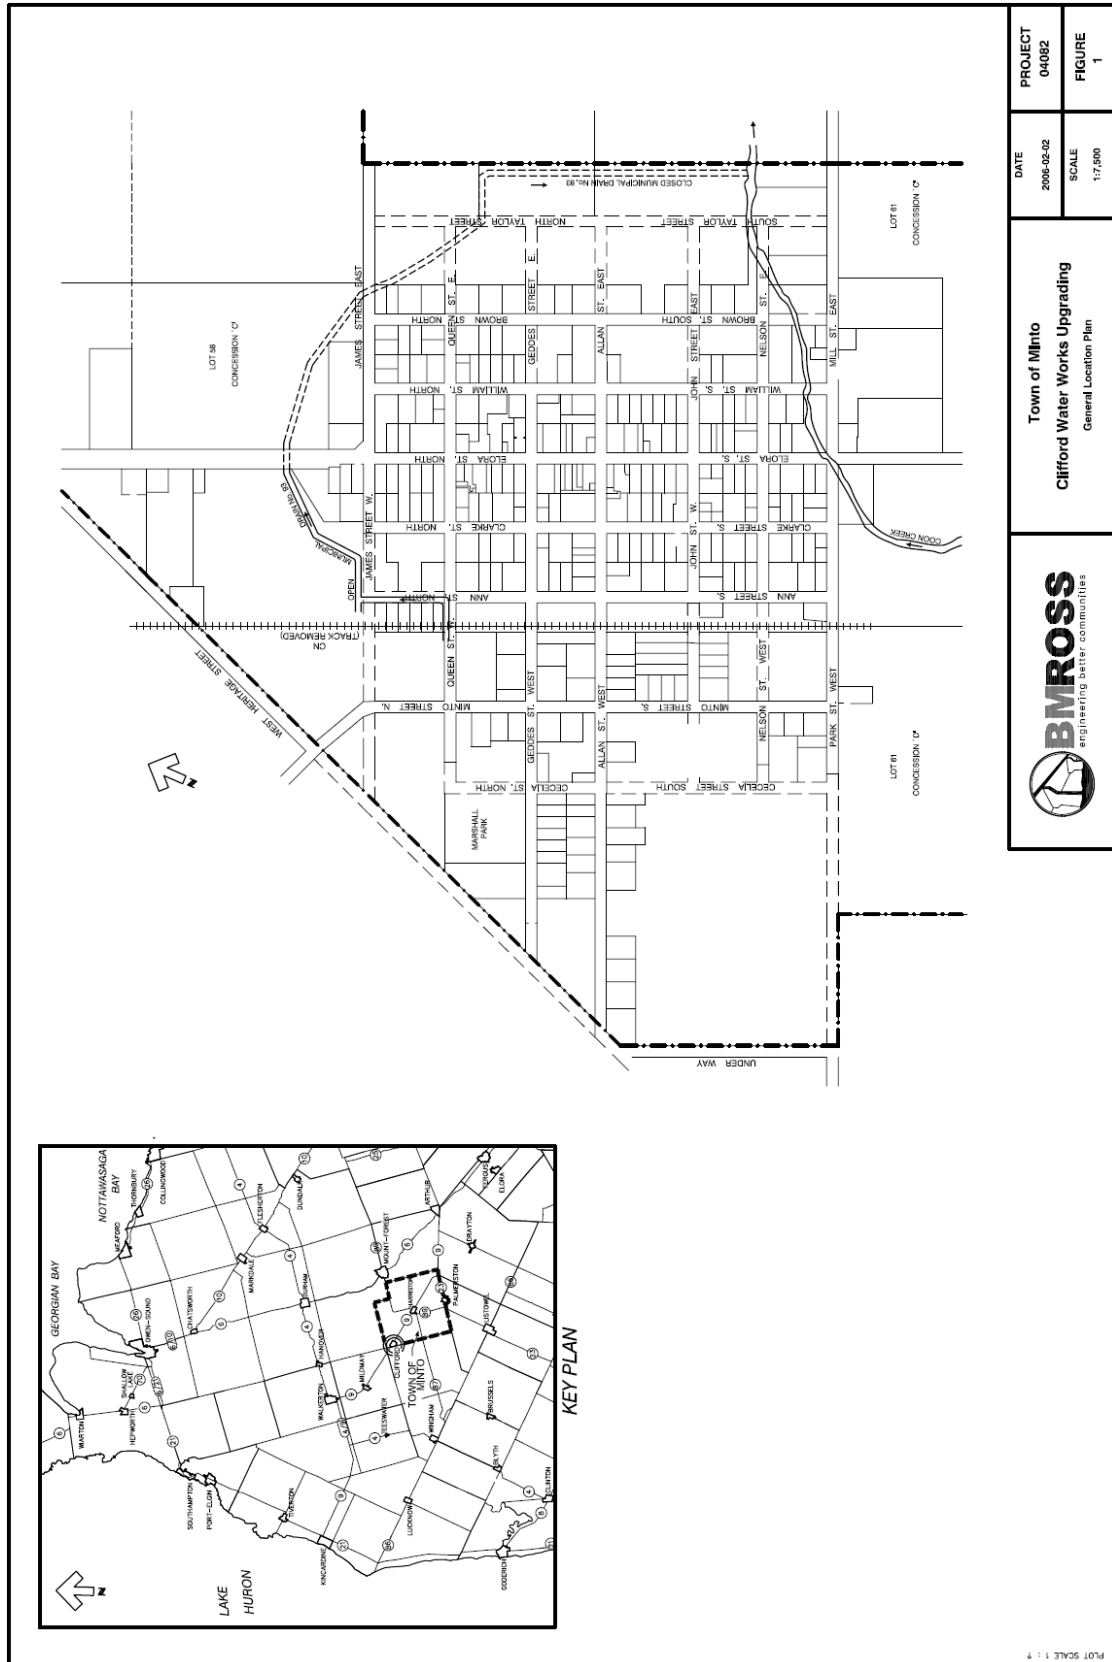 PROJECT
04082
FIGURE
1
DATE
2006-02-02
SCALE
1:7,500
Town of Minto
Clifford Water Works Upgrading
General Location Plan
BMROSS
engineering better communities
LOT 58
CONCESSION 'C'
LOT 61
CONCESSION 'C'
LOT 61
CONCESSION 'D'
CLOSED MUNICIPAL DRAIN No. 93
OPEN
MUNICIPAL
DRAIN No. 93
COON CREEK
CN
(TRACK REMOVED)
WEST HERITAGE STREET
UNDER WAY
MARSHALL
PARK
NORTH TAYLOR STREET
SOUTH TAYLOR STREET
BROWN ST. NORTH
BROWN ST. SOUTH
WILLIAM ST. NORTH
WILLIAM ST. S.
ELORA ST. NORTH
ELORA ST. S.
CLARKE ST. NORTH
CLARKE STREET S.
ANN ST. NORTH
ANN STREET S.
MINTO STREET N.
MINTO STREET S.
CECELIA ST. NORTH
CECELIA STREET SOUTH
JAMES STREET EAST
JAMES STREET W.
QUEEN ST. E.
QUEEN ST. W.
GEDDES STREET E.
GEDDES ST. WEST
ALLAN ST. EAST
ALLAN ST. WEST
JOHN STREET EAST
JOHN ST. W.
NELSON ST. E.
NELSON ST. WEST
MILL ST. EAST
PARK ST. WEST
N
KEY PLAN
N
LAKE
HURON
GEORGIAN BAY
NOTTAWASAGA
BAY
WIARTON
SHALLOW
LAKE
HEPWORTH
OWEN-SOUND
MEAFORD
THORNBURY
COLLINGWOOD
SOUTHAMPTON
PORT-ELGIN
CHATSWORTH
MARKDALE
FLESHERTON
DUNDALK
TIVERTON
KINCARDINE
WALKERTON
HANOVER
DURHAM
MILDMAY
CLIFFORD
TOWN OF
MINTO
HARRISTON
MOUNT-FOREST
ARTHUR
FERGUS
ELORA
DRAYTON
PALMERSTON
LISTOWEL
TEESWATER
WINGHAM
LUCKNOW
BRUSSELS
BLYTH
CLINTON
GODERICH
PLOT SCALE 1 : ?